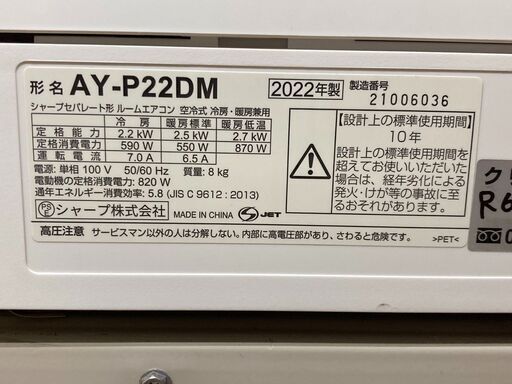 形名 AY-P22DM 2022年製 製造番号 21006036
シャープセパレート形 ルームエアコン 空冷式 冷房・暖房兼用
冷房 暖房標準 暖房低温
定格能力 2.2 kW 2.5 kW 2.7 kW
定格消費電力 590 W 550 W 870 W
運転電流 7.0 A 6.5 A
電源:単相 100 V 50/60 Hz 質量:8 kg
電動機の定格消費電力:820 W
通年エネルギー消費効率:5.8 (JIS C 9612:2013)
PSE シャープ株式会社 MADE IN CHINA S JET
【設計上の標準使用期間】
10年
設計上の標準使用期間を
超えてお使いいただいた
場合は、経年劣化による
発火・けが等の事故に至
るおそれがあります。
高圧注意 サービスマン以外の人は分解しない。内部に高電圧部があり、さわると危険です。 >PET<
ク
R6
0